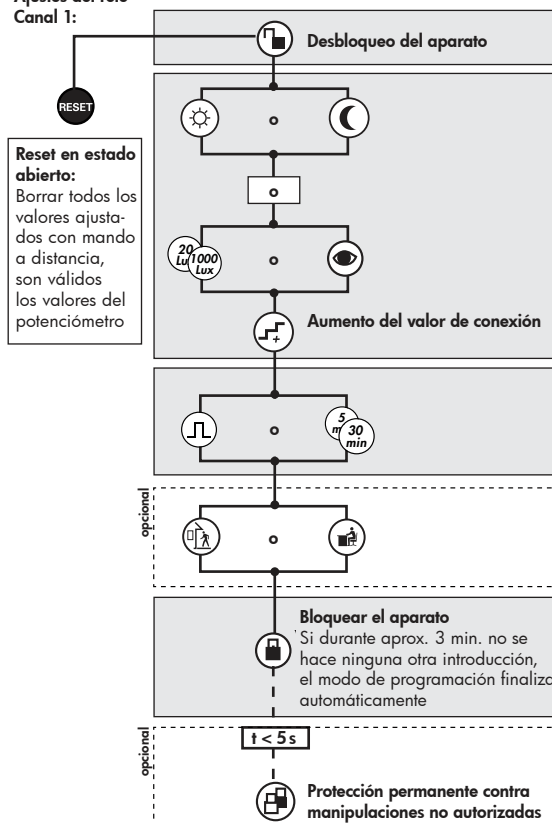 Ajustes del relé
Canal 1:
Desbloqueo del aparato
RESET
Reset en estado
abierto:
Borrar todos los
valores ajusta-
dos con mando
a distancia,
son válidos
los valores del
potenciómetro
o
o
20
Lu
1000
Lux
o
Aumento del valor de conexión
o
5
m
30
min
opcional
o
Bloquear el aparato
Si durante aprox. 3 min. no se
hace ninguna otra introducción,
el modo de programación finaliza
automáticamente
opcional
t < 5 s
Protección permanente contra
manipulaciones no autorizadas